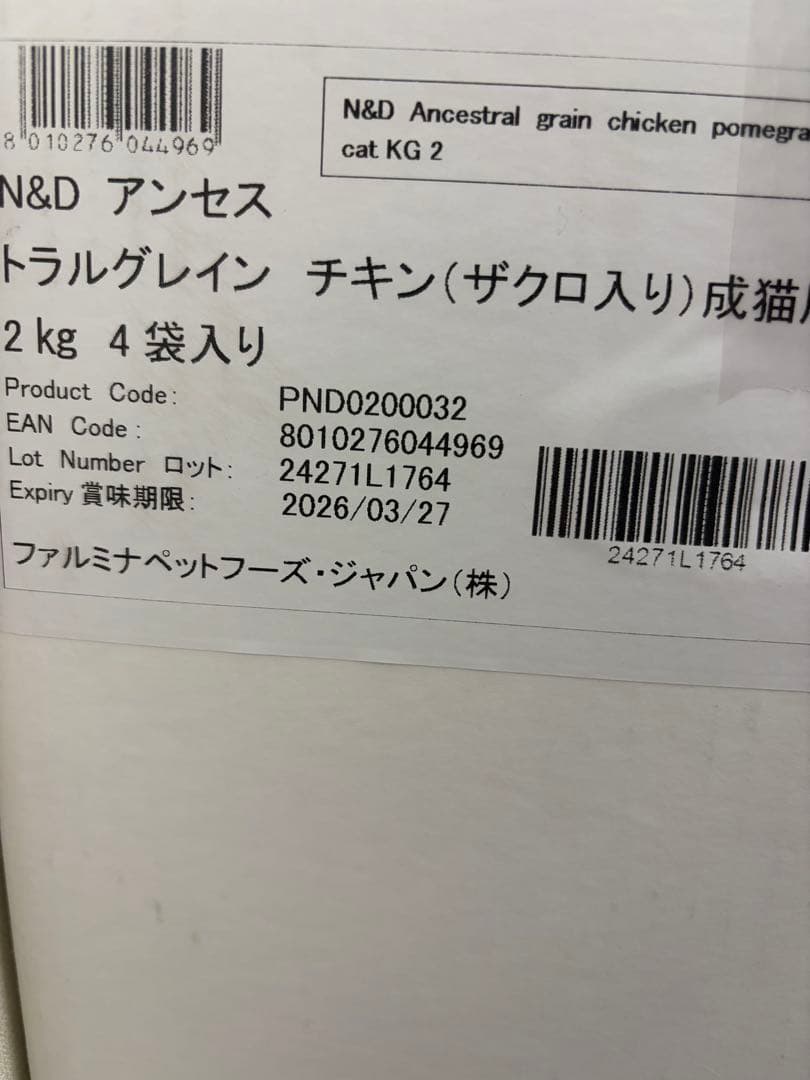 8 010276 044969
N&D Ancestral grain chicken pomegra
cat KG 2
N&D アンセス
トラルグレイン チキン(ザクロ入り)成猫
2 kg 4 袋入り
Product Code: PND0200032
EAN Code: 8010276044969
Lot Number ロット: 24271L1764
Expiry 賞味期限: 2026/03/27
24271L1764
ファルミナペットフーズ・ジャパン(株)